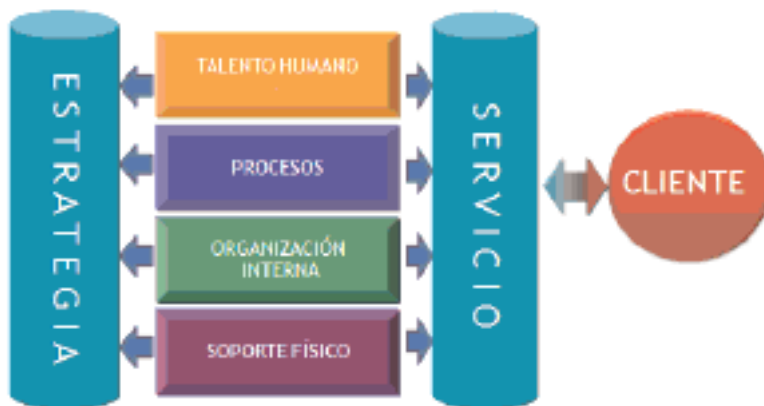 ESTRATEGIA
TALENTO HUMANO
PROCESOS
ORGANIZACIÓN
INTERNA
SOPORTE FÍSICO
SERVICIO
CLIENTE